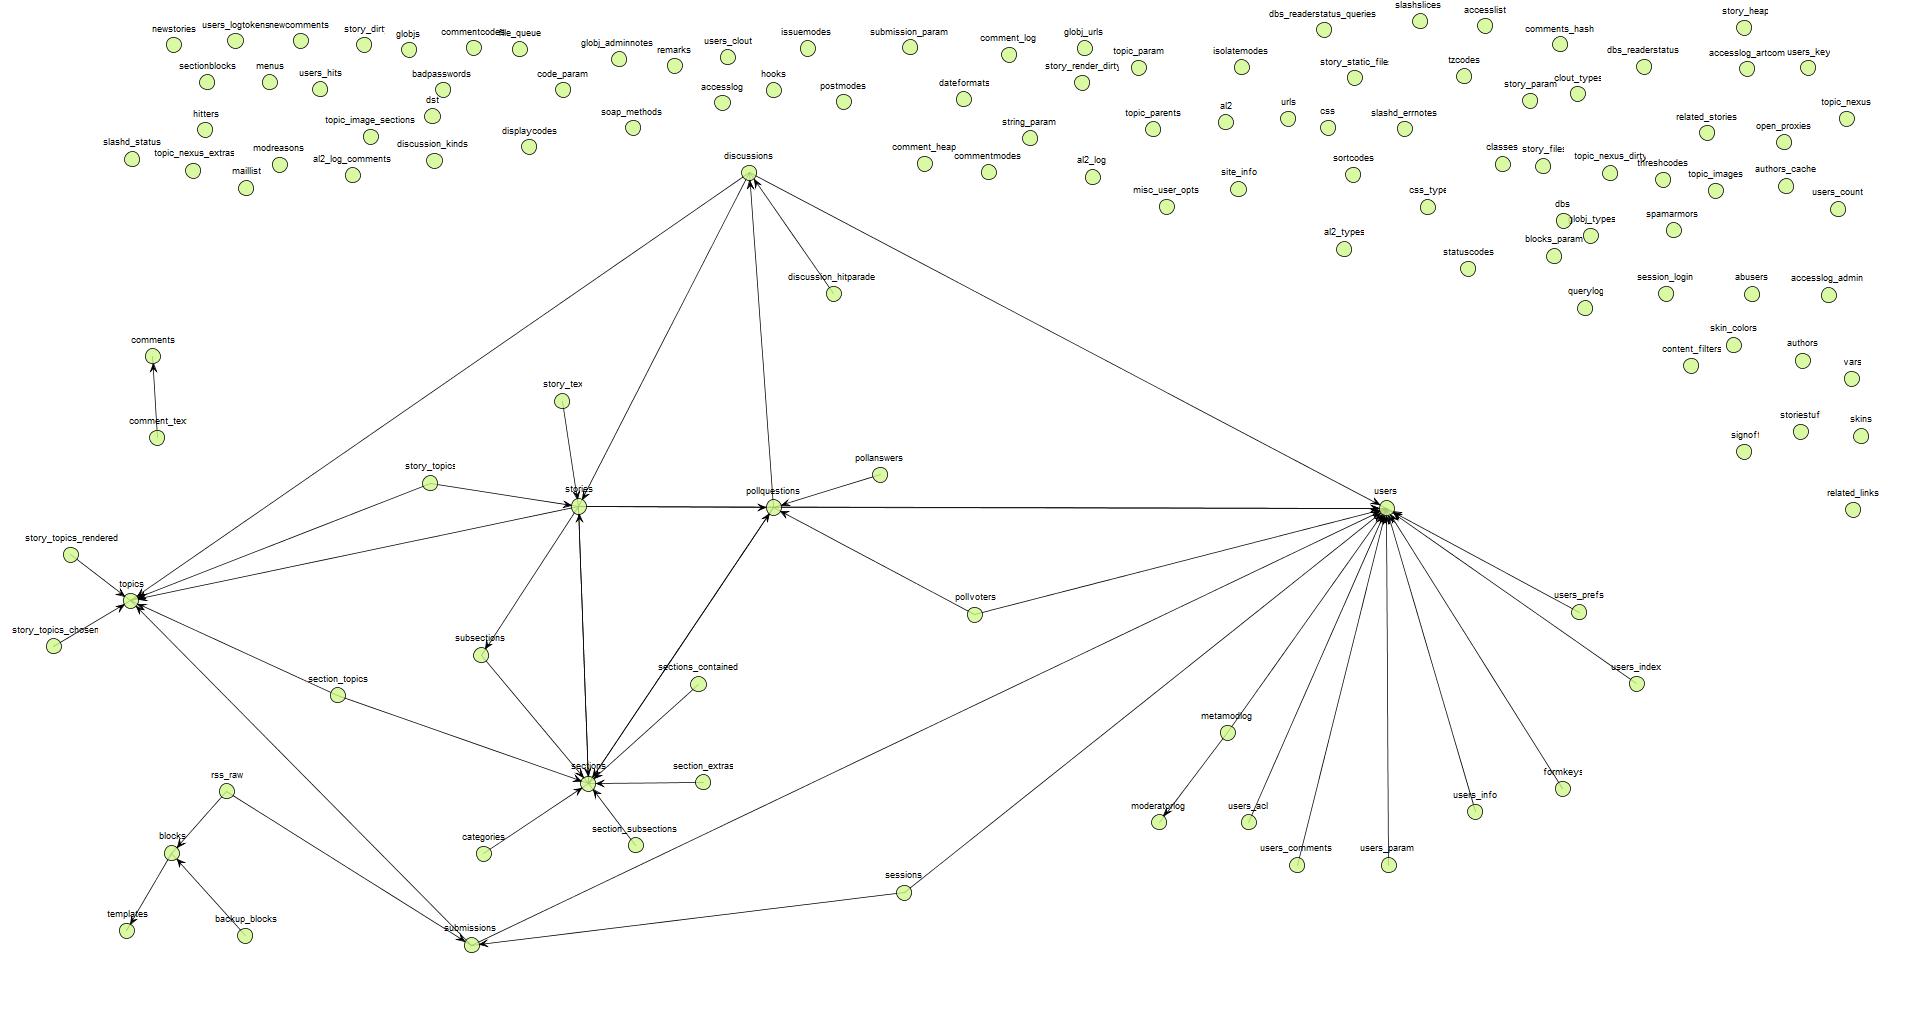 newstories
users_logtokens
newcomments
story_dirt
globjs
commentcodes
file_queue
globj_adminnotes
remarks
users_clout
issuemodes
submission_param
comment_log
globj_urls
topic_param
isolatemodes
dbs_readerstatus_queries
slashslices
accesslist
comments_hash
dbs_readerstatus
story_heap
accesslog_artcom
users_key
sectionblocks
menus
users_hits
badpasswords
dst
code_param
accesslog
hooks
postmodes
dateformats
story_render_dirty
story_static_files
tzcodes
story_param
clout_types
topic_nexus
hitters
topic_image_sections
displaycodes
soap_methods
string_param
topic_parents
al2
urls
css
slashd_errnotes
related_stories
open_proxies
slashd_status
topic_nexus_extras
modreasons
al2_log_comments
discussion_kinds
maillist
discussions
comment_heap
commentmodes
al2_log
misc_user_opts
site_info
sortcodes
css_type
classes
story_files
topic_nexus_dirty
threshcodes
topic_images
authors_cache
users_count
dbs
globj_types
blocks_param
spamarmors
al2_types
statuscodes
discussion_hitparade
querylog
session_login
abusers
accesslog_admin
comments
skin_colors
content_filters
authors
vars
story_tex
comment_tex
storiestuf
skins
signoff
story_topics
stories
pollquestions
pollanswers
users
related_links
story_topics_rendered
topics
story_topics_chosen
subsections
sections_contained
pollvoters
users_prefs
section_topics
users_index
metamodlog
rss_raw
sections
section_extras
formkeys
moderatorlog
users_acl
users_info
blocks
categories
section_subsections
users_comments
users_param
sessions
templates
backup_blocks
submissions